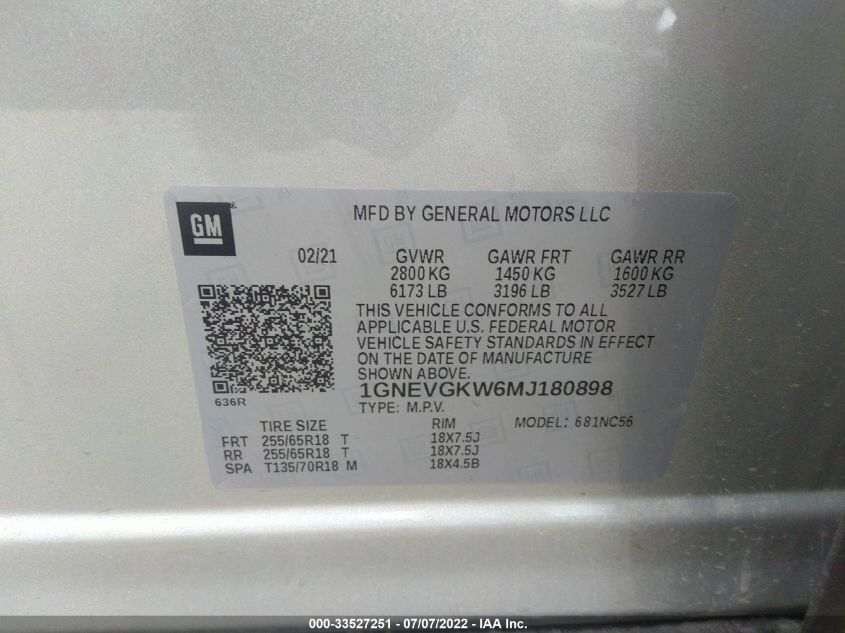 GM
MFD BY GENERAL MOTORS LLC
02/21 GVWR GAWR FRT GAWR RR
2800 KG 1450 KG 1600 KG
6173 LB 3196 LB 3527 LB
THIS VEHICLE CONFORMS TO ALL
APPLICABLE U.S. FEDERAL MOTOR
VEHICLE SAFETY STANDARDS IN EFFECT
ON THE DATE OF MANUFACTURE
SHOWN ABOVE.
1GNEVGKW6MJ180898
636R
TYPE: M.P.V. MODEL: 681NC56
TIRE SIZE RIM
FRT 255/65R18 T 18X7.5J
RR 255/65R18 T 18X7.5J
SPA T135/70R18 M 18X4.5B
000-33527251 - 07/07/2022 - IAA Inc.